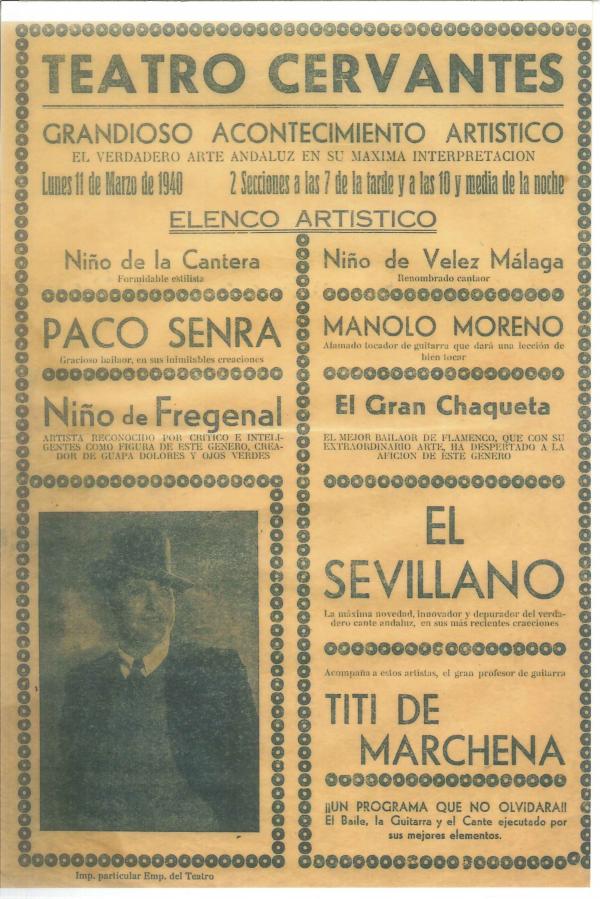 TEATRO CERVANTES
GRANDIOSO ACONTECIMIENTO ARTISTICO
EL VERDADERO ARTE ANDALUZ EN SU MAXIMA INTERPRETACION
Lunes 11 de Marzo de 1940 2 Secciones a las 7 de la tarde y a las 10 y media de la noche
ELENCO ARTISTICO
Niño de la Cantera
Formidable estilista
PACO SENRA
Gracioso bailaor, en sus inimitables creaciones
Niño de Fregenal
ARTISTA RECONOCIDO POR CRITICO E INTELI-
GENTES COMO FIGURA DE ESTE GENERO, CREA-
DOR DE GUAPA DOLORES Y OJOS VERDES
Niño de Velez Málaga
Renombrado cantaor
MANOLO MORENO
Afamado tocador de guitarra que dará una lección de
bien tocar
El Gran Chaqueta
EL MEJOR BAILAOR DE FLAMENCO, QUE CON SU
EXTRAORDINARIO ARTE, HA DESPERTADO A LA
AFICION DE ESTE GENERO
EL
SEVILLANO
La máxima novedad, innovador y depurador del verda-
dero cante andaluz, en sus más recientes craecciones
Acompaña a estos artistas, el gran profesor de guitarra
TITI DE
MARCHENA
¡¡UN PROGRAMA QUE NO OLVIDARA!!
El Baile, la Guitarra y el Cante ejecutado por
sus mejores elementos.
Imp. particular Emp. del Teatro